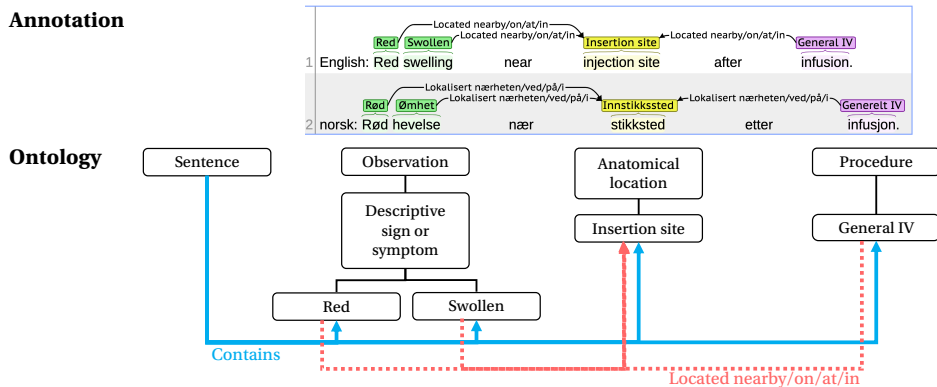 Annotation
Located nearby/on/at/in
Red Swollen Located nearby/on/at/in Insertion site Located nearby/on/at/in General IV
1 English: Red swelling near injection site after infusion.
Lokalisert nærheten/ved/på/i
Rød Ømhet Lokalisert nærheten/ved/på/i Innstikkssted Lokalisert nærheten/ved/på/i Generelt IV
2 norsk: Rød hevelse nær stikksted etter infusjon.
Ontology
Sentence
Observation
Anatomical
location
Procedure
Descriptive
sign or
symptom
Insertion site
General IV
Red
Swollen
Contains
Located nearby/on/at/in